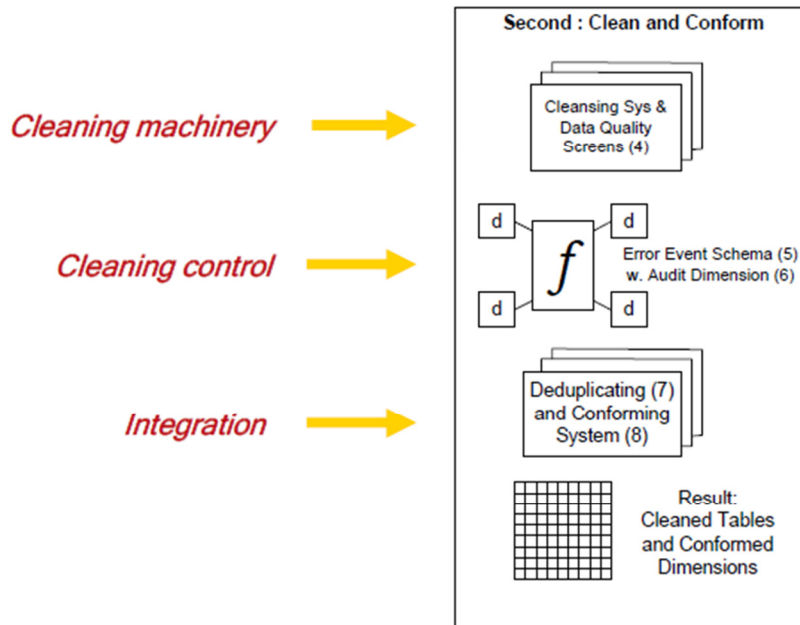 Second : Clean and Conform
Cleaning machinery
Cleansing Sys &
Data Quality
Screens (4)
d
d
Cleaning control
f
Error Event Schema (5)
w. Audit Dimension (6)
d
d
Integration
Deduplicating (7)
and Conforming
System (8)
Result:
Cleaned Tables
and Conformed
Dimensions